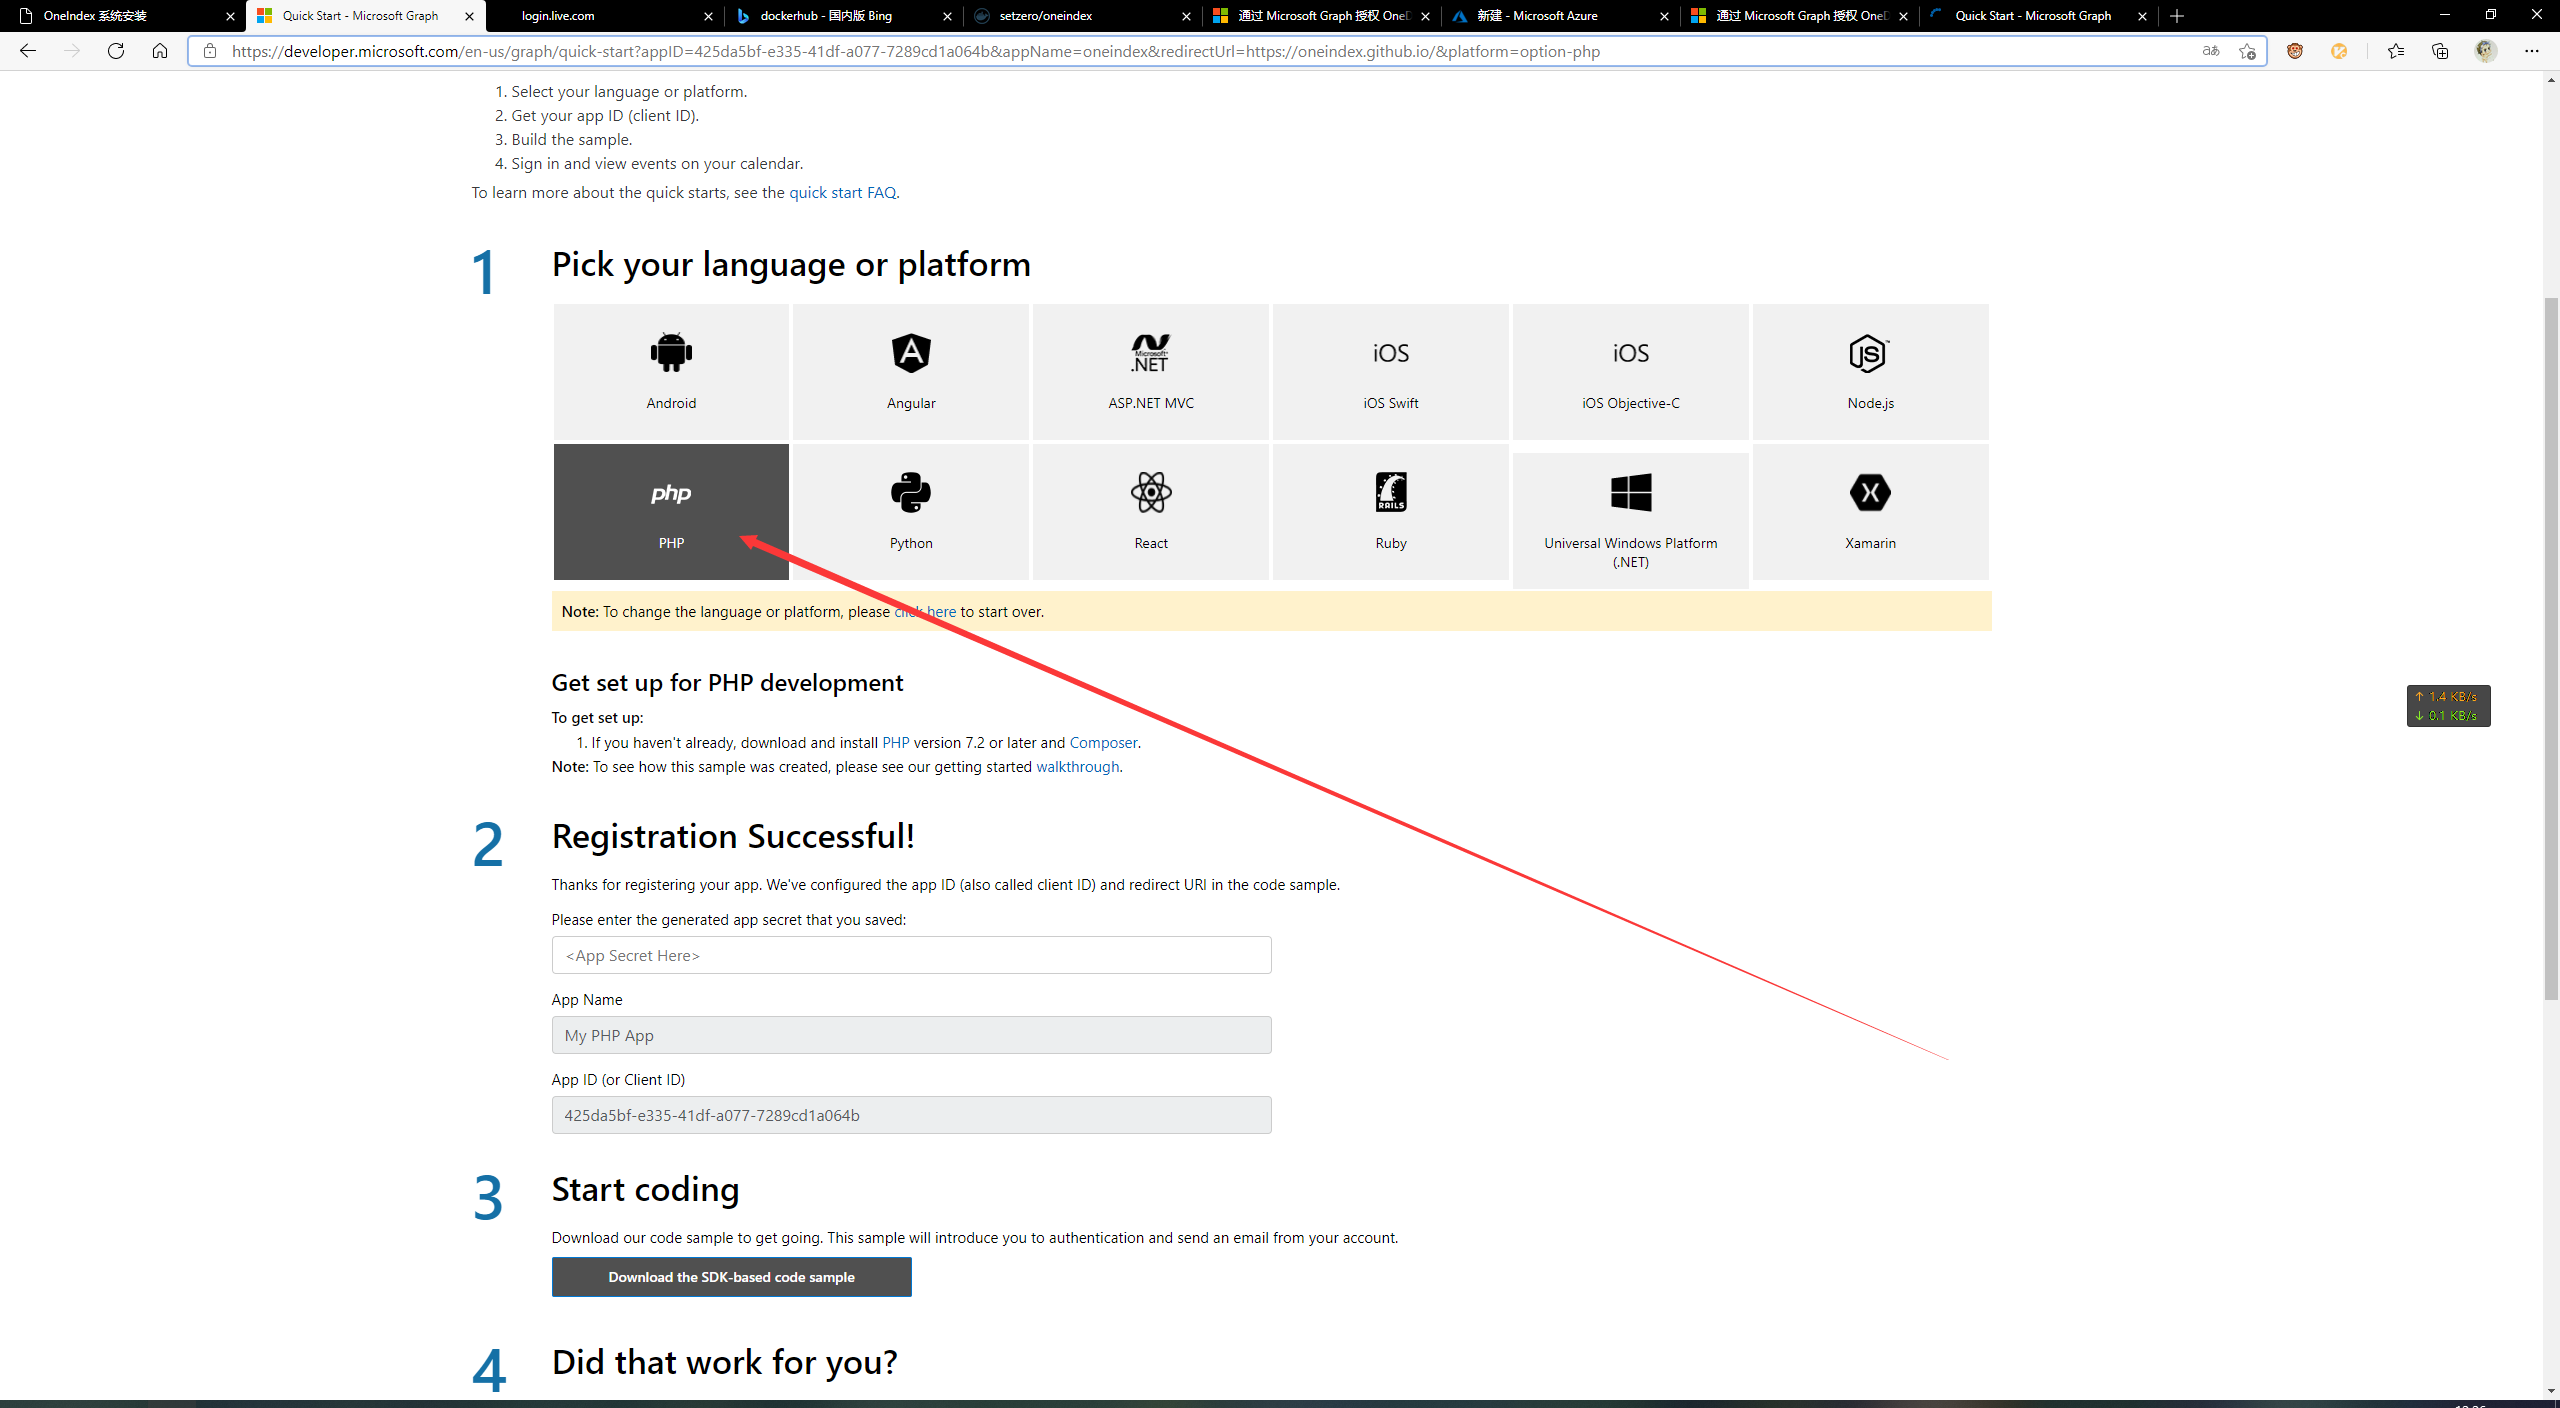 OneIndex 系统安装
Quick Start - Microsoft Graph
login.live.com
dockerhub - 国内版 Bing
setzero/oneindex
通过 Microsoft Graph 授权 OneD
新建 - Microsoft Azure
通过 Microsoft Graph 授权 OneD
Quick Start - Microsoft Graph
https://developer.microsoft.com/en-us/graph/quick-start?appID=425da5bf-e335-41df-a077-7289cd1a064b&appName=oneindex&redirectUrl=https://oneindex.github.io/&platform=option-php
aあ
1. Select your language or platform.
2. Get your app ID (client ID).
3. Build the sample.
4. Sign in and view events on your calendar.
To learn more about the quick starts, see the quick start FAQ.
1 Pick your language or platform
Android
Angular
Microsoft .NET
ASP.NET MVC
iOS
iOS Swift
iOS
iOS Objective-C
JS
Node.js
php
PHP
Python
React
RAILS
Ruby
Universal Windows Platform
(.NET)
Xamarin
Note: To change the language or platform, please click here to start over.
Get set up for PHP development
To get set up:
1. If you haven't already, download and install PHP version 7.2 or later and Composer.
Note: To see how this sample was created, please see our getting started walkthrough.
↑ 1.4 KB/s
↓ 0.1 KB/s
2 Registration Successful!
Thanks for registering your app. We've configured the app ID (also called client ID) and redirect URI in the code sample.
Please enter the generated app secret that you saved:
<App Secret Here>
App Name
My PHP App
App ID (or Client ID)
425da5bf-e335-41df-a077-7289cd1a064b
3 Start coding
Download our code sample to get going. This sample will introduce you to authentication and send an email from your account.
Download the SDK-based code sample
4 Did that work for you?